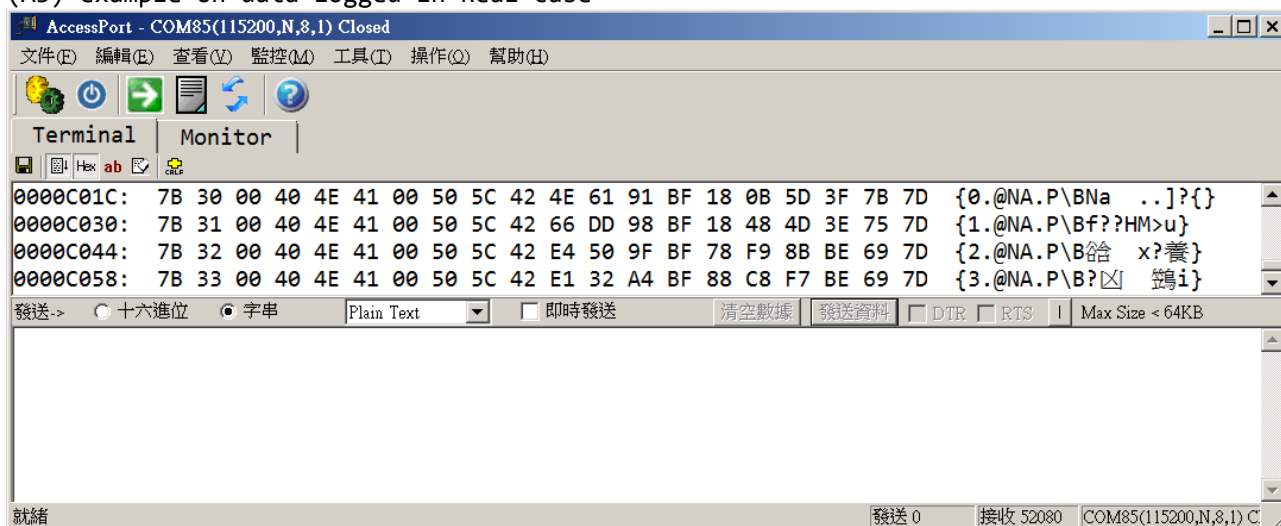 (A3) example on data logged in Real case
AccessPort - COM85(115200,N,8,1) Closed
文件(F) 編輯(E) 查看(V) 監控(M) 工具(T) 操作(O) 幫助(H)
Terminal Monitor
Hex ab CRLF
0000C01C: 7B 30 00 40 4E 41 00 50 5C 42 4E 61 91 BF 18 0B 5D 3F 7B 7D {0.@NA.P\BNa ..]?{}
0000C030: 7B 31 00 40 4E 41 00 50 5C 42 66 DD 98 BF 18 48 4D 3E 75 7D {1.@NA.P\Bf??HM>u}
0000C044: 7B 32 00 40 4E 41 00 50 5C 42 E4 50 9F BF 78 F9 8B BE 69 7D {2.@NA.P\B x?養}
0000C058: 7B 33 00 40 4E 41 00 50 5C 42 E1 32 A4 BF 88 C8 F7 BE 69 7D {3.@NA.P\B? i}
發送-> 十六進位 字串 Plain Text 即時發送 清空數據 發送資料 DTR RTS Max Size < 64KB
就緒 發送 0 接收 52080 COM85(115200,N,8,1) C